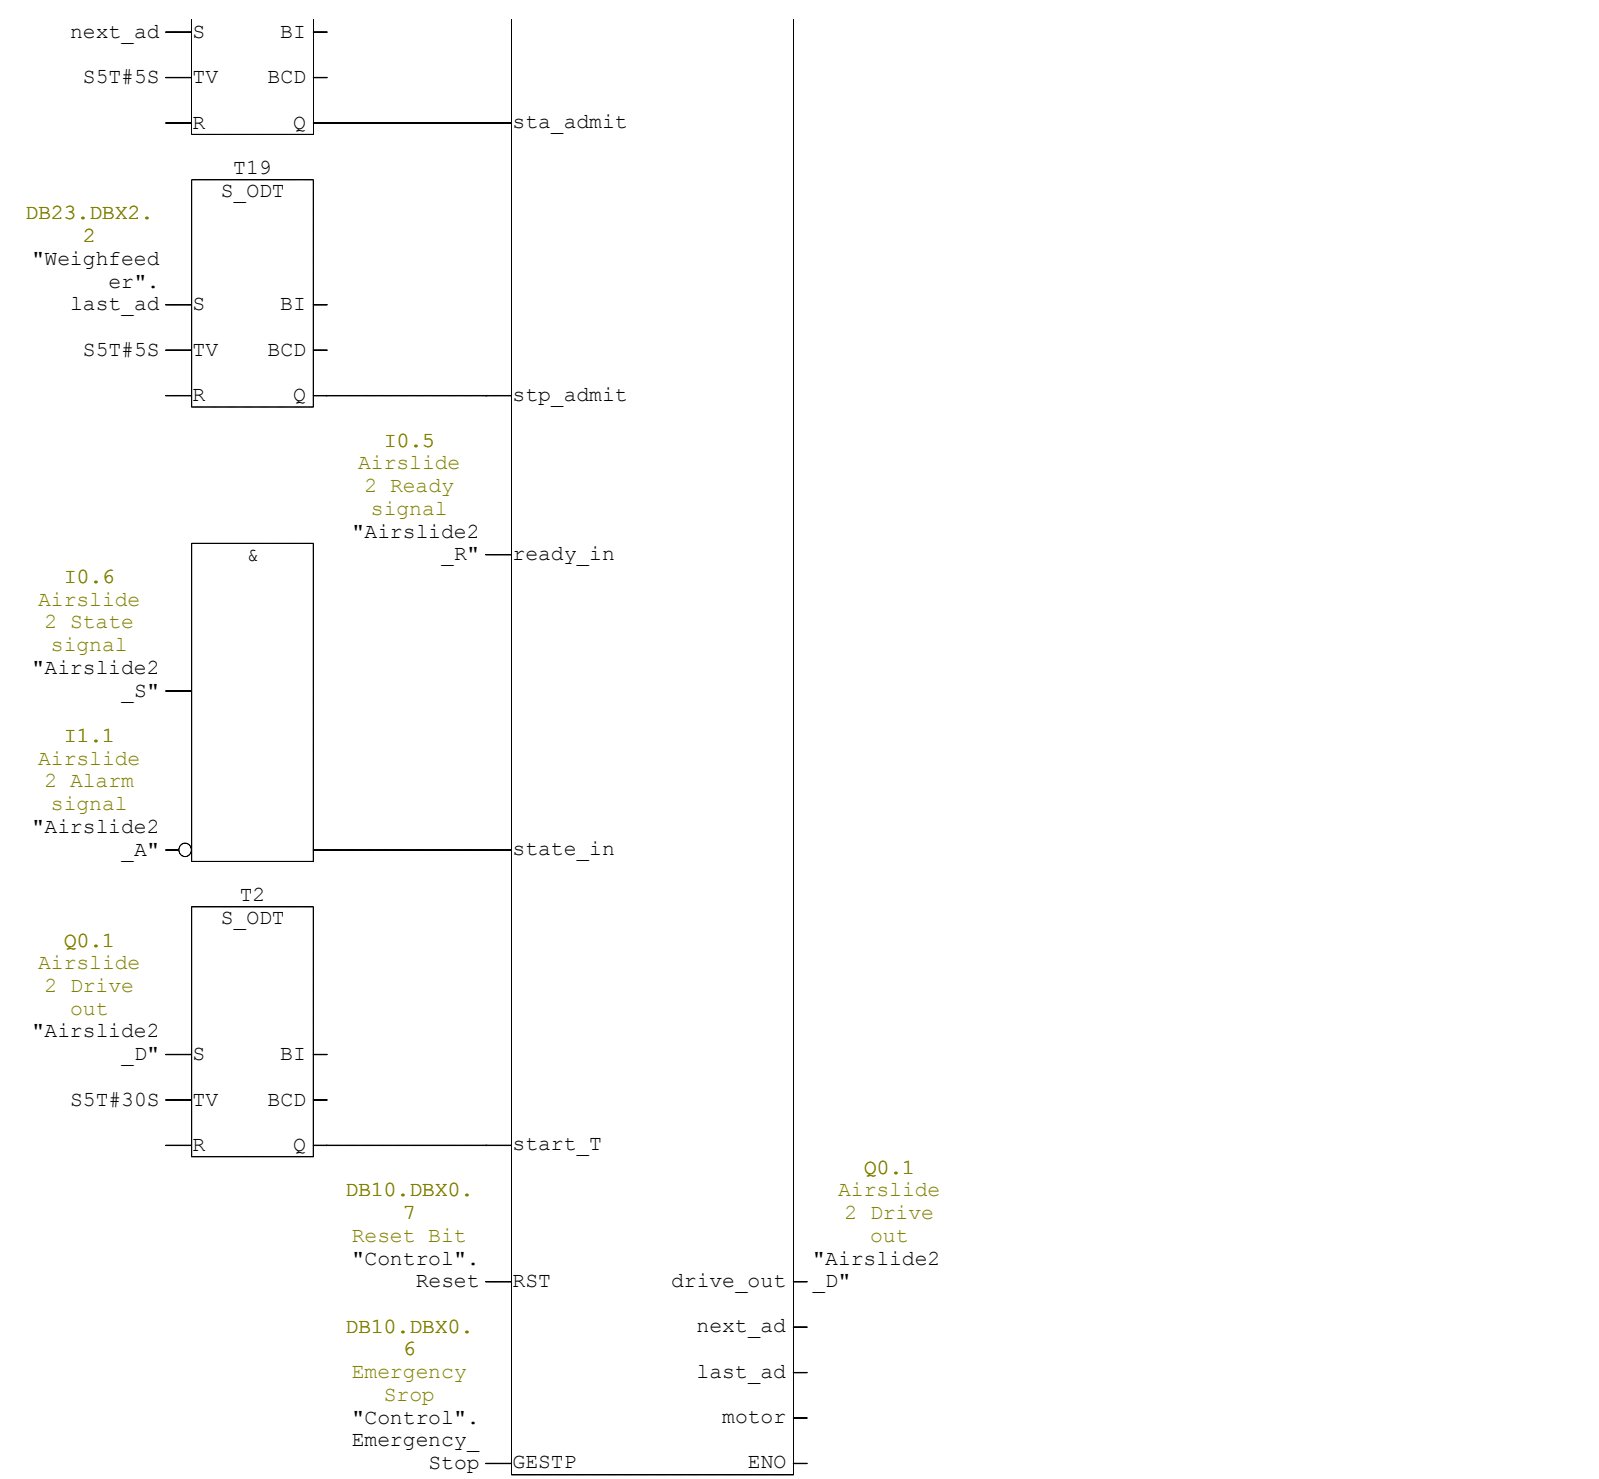 next_ad S BI
S5T#5S TV BCD
R Q sta_admit
T19
S_ODT
DB23.DBX2.
2
"Weighfeed
er".
last_ad S BI
S5T#5S TV BCD
R Q stp_admit
I0.5
Airslide
2 Ready
signal
"Airslide2
_R" ready_in
&
I0.6
Airslide
2 State
signal
"Airslide2
_S"
I1.1
Airslide
2 Alarm
signal
"Airslide2
_A" state_in
T2
S_ODT
Q0.1
Airslide
2 Drive
out
"Airslide2
_D" S BI
S5T#30S TV BCD
R Q start_T
DB10.DBX0.
7
Reset Bit
"Control".
Reset RST
Q0.1
Airslide
2 Drive
out
"Airslide2
drive_out _D"
DB10.DBX0.
6
Emergency
Srop
"Control".
Emergency_
Stop GESTP
next_ad
last_ad
motor
ENO